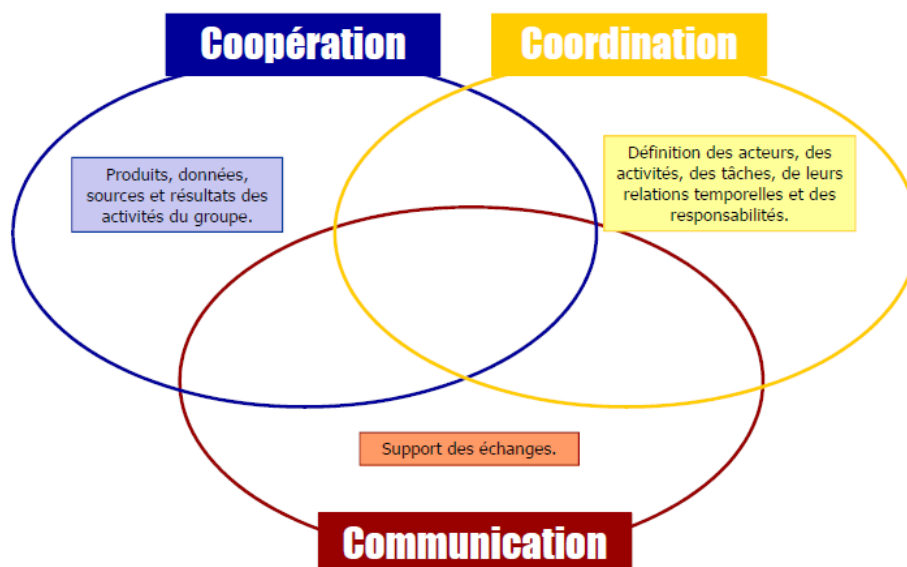 Coopération
Coordination
Produits, données,
sources et résultats des
activités du groupe.
Définition des acteurs, des
activités, des tâches, de leurs
relations temporelles et des
responsabilités.
Support des échanges.
Communication